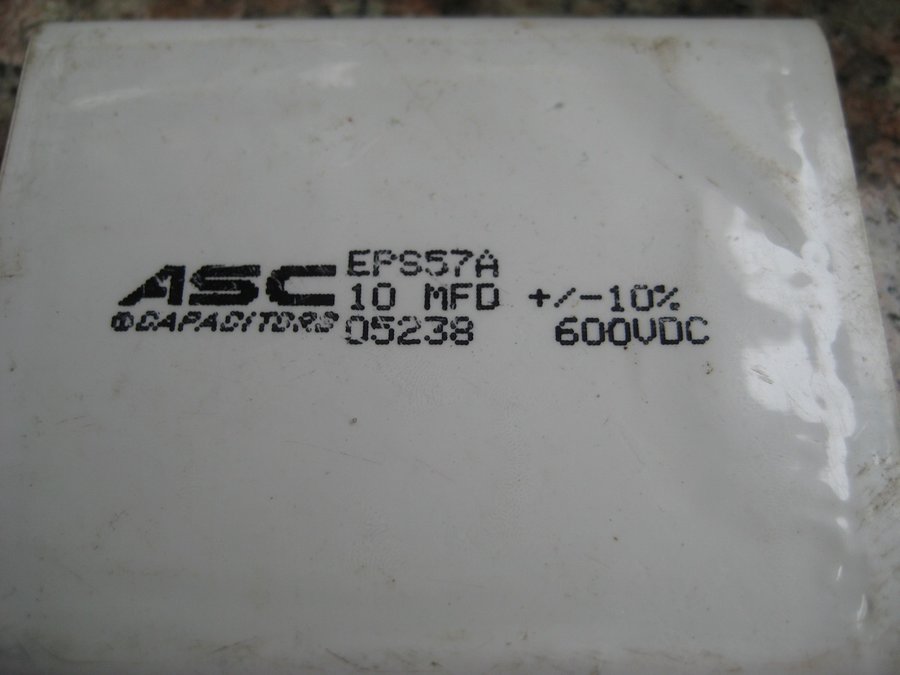 ASC
®CAPACITORS
EPS57A
10 MFD +/-10%
05238 600VDC